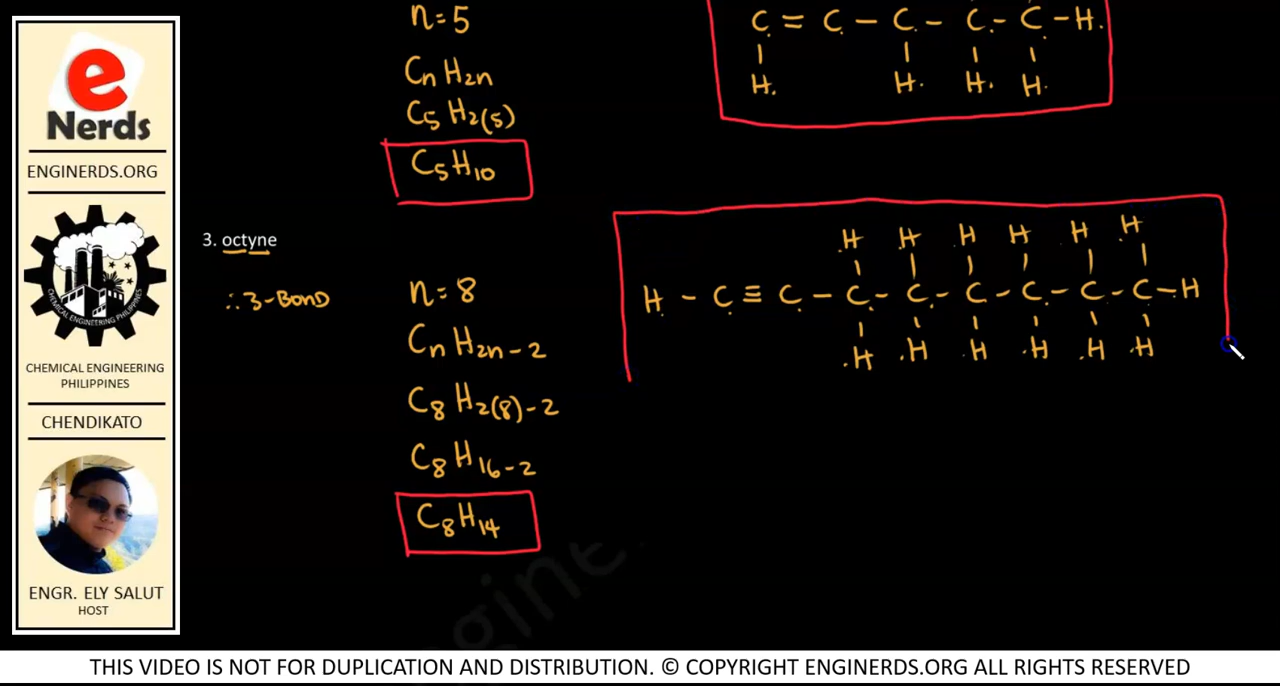 e
Nerds
ENGINERDS.ORG
CHEMICAL ENGINEERING PHILIPPINES
CHEMICAL ENGINEERING
PHILIPPINES
CHENDIKATO
ENGR. ELY SALUT
HOST
n=5
CnH2n
C5H2(5)
C5H10
C = C - C - C - C - H
H H H H
3. octyne
∴3-BOND
n=8
CnH2n-2
C8H2(8)-2
C8H16-2
C8H14
H H H H H H
H - C ≡ C - C - C - C - C - C - C - H
H H H H H H
engine
THIS VIDEO IS NOT FOR DUPLICATION AND DISTRIBUTION. © COPYRIGHT ENGINERDS.ORG ALL RIGHTS RESERVED